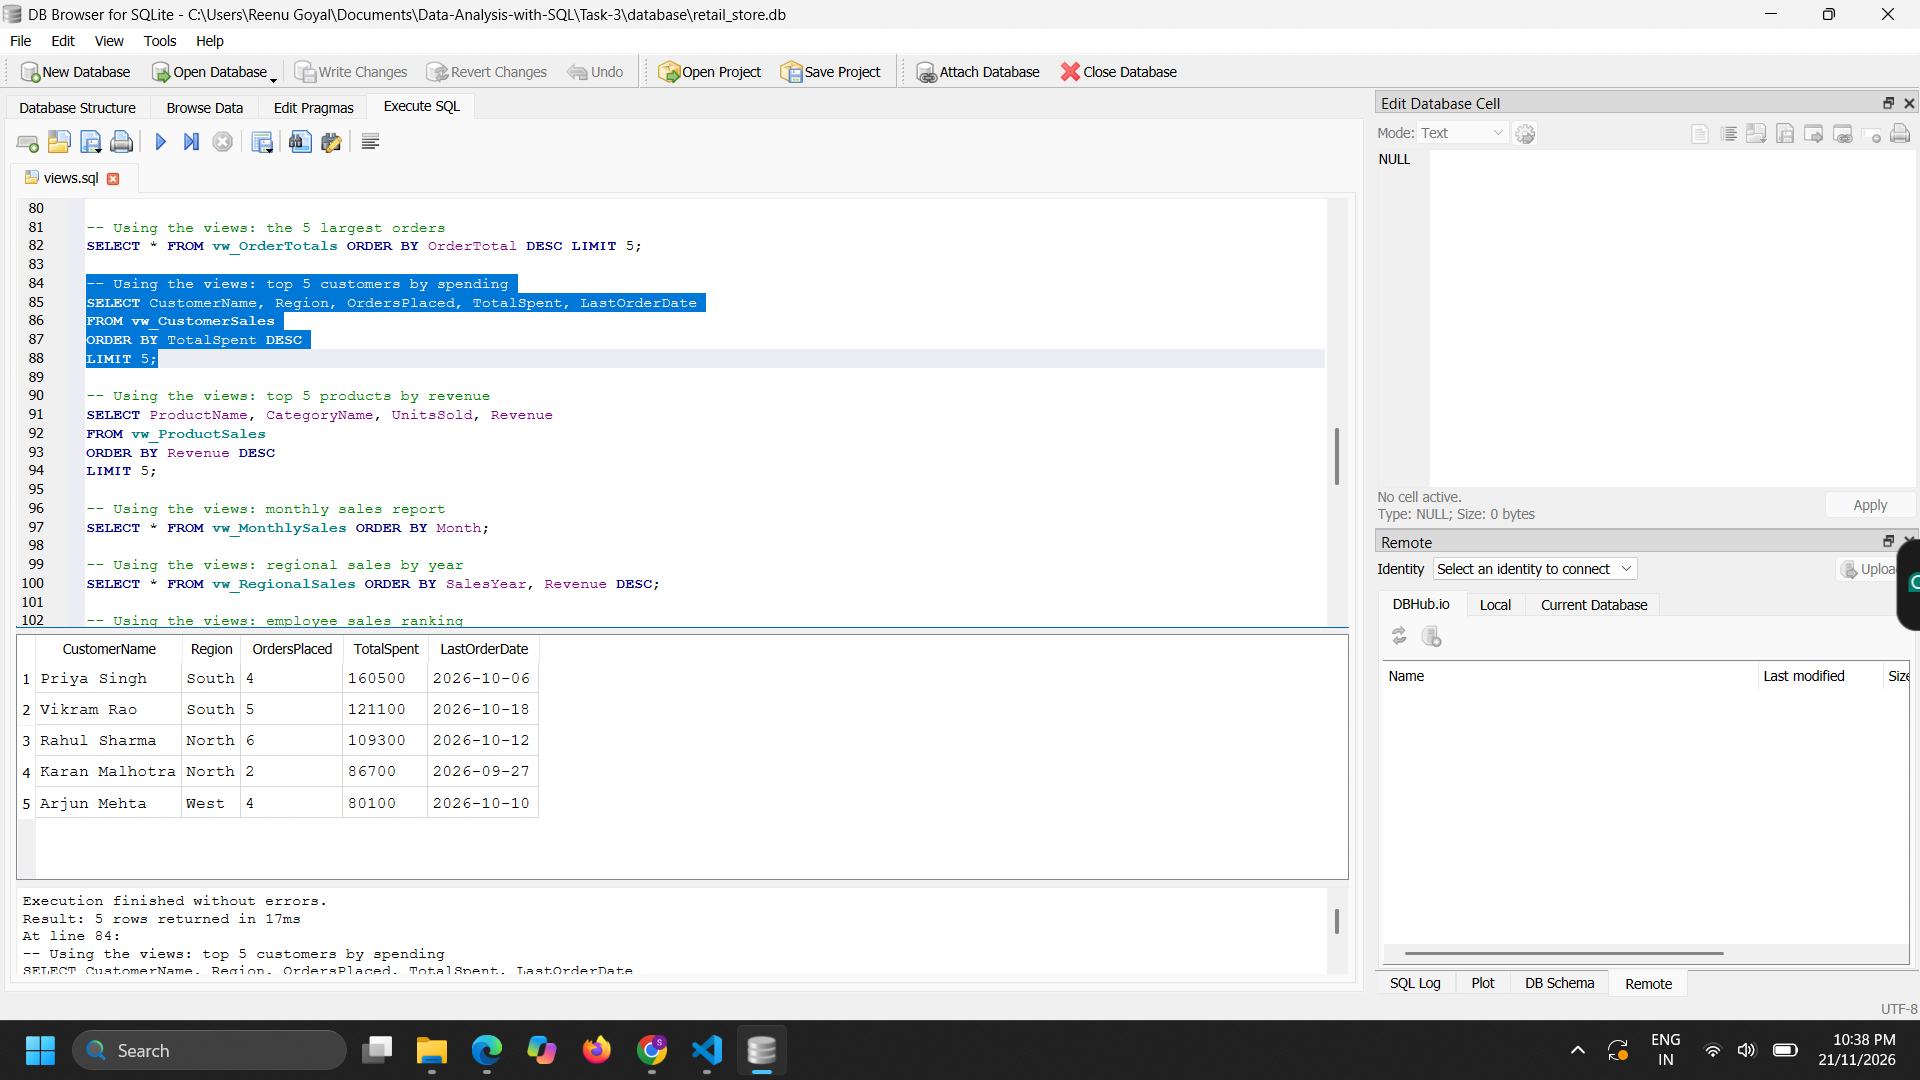 DB Browser for SQLite - C:\Users\Reenu Goyal\Documents\Data-Analysis-with-SQL\Task-3\database\retail_store.db
File Edit View Tools Help
New Database Open Database Write Changes Revert Changes Undo Open Project Save Project Attach Database Close Database
Database Structure Browse Data Edit Pragmas Execute SQL
views.sql
80
81 -- Using the views: the 5 largest orders
82 SELECT * FROM vw_OrderTotals ORDER BY OrderTotal DESC LIMIT 5;
83
84 -- Using the views: top 5 customers by spending
85 SELECT CustomerName, Region, OrdersPlaced, TotalSpent, LastOrderDate
86 FROM vw_CustomerSales
87 ORDER BY TotalSpent DESC
88 LIMIT 5;
89
90 -- Using the views: top 5 products by revenue
91 SELECT ProductName, CategoryName, UnitsSold, Revenue
92 FROM vw_ProductSales
93 ORDER BY Revenue DESC
94 LIMIT 5;
95
96 -- Using the views: monthly sales report
97 SELECT * FROM vw_MonthlySales ORDER BY Month;
98
99 -- Using the views: regional sales by year
100 SELECT * FROM vw_RegionalSales ORDER BY SalesYear, Revenue DESC;
101
102 -- Using the views: employee sales ranking
CustomerName Region OrdersPlaced TotalSpent LastOrderDate
1 Priya Singh South 4 160500 2026-10-06
2 Vikram Rao South 5 121100 2026-10-18
3 Rahul Sharma North 6 109300 2026-10-12
4 Karan Malhotra North 2 86700 2026-09-27
5 Arjun Mehta West 4 80100 2026-10-10
Execution finished without errors.
Result: 5 rows returned in 17ms
At line 84:
-- Using the views: top 5 customers by spending
SELECT CustomerName, Region, OrdersPlaced, TotalSpent, LastOrderDate
Edit Database Cell
Mode: Text
NULL
No cell active.
Type: NULL; Size: 0 bytes
Apply
Remote
Identity Select an identity to connect Uploa
DBHub.io Local Current Database
Name Last modified Size
SQL Log Plot DB Schema Remote
UTF-8
Search
ENG
IN
10:38 PM
21/11/2026